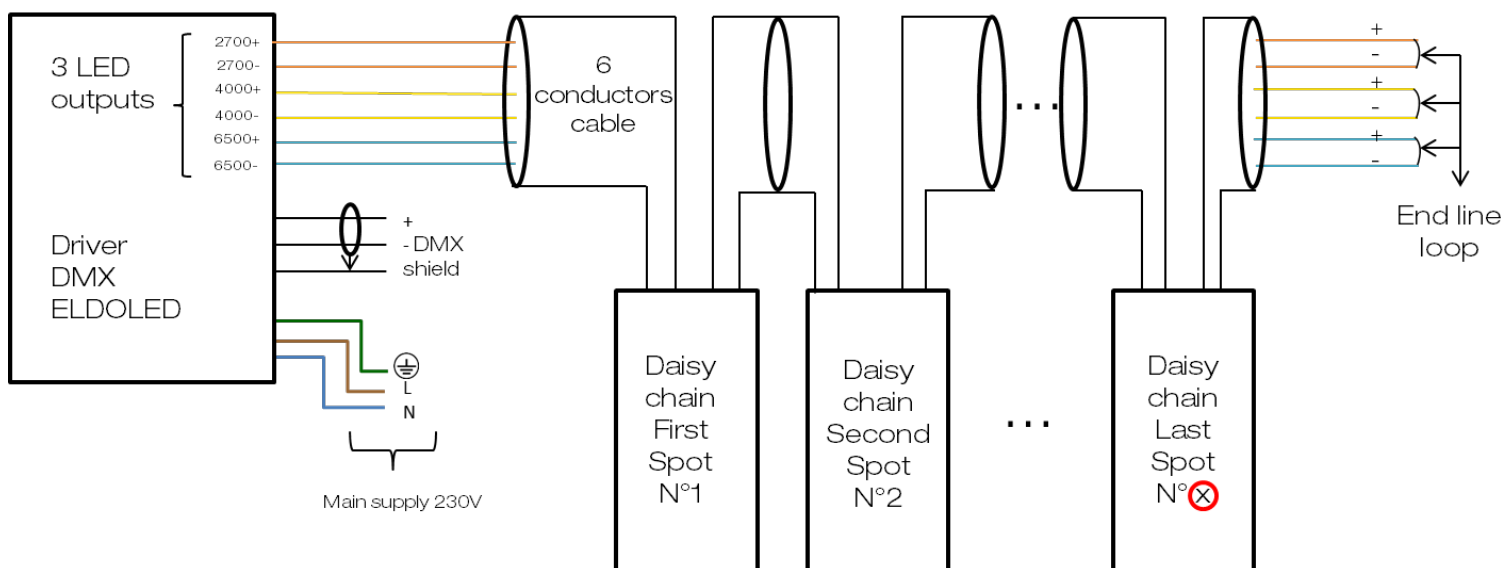 3 LED
outputs
2700+
2700-
4000+
4000-
6500+
6500-
6
conductors
cable
...
+
-
+
-
+
-
End line
loop
Driver
DMX
ELDOLED
+
- DMX
shield
L
N
Main supply 230V
Daisy
chain
First
Spot
N°1
Daisy
chain
Second
Spot
N°2
...
Daisy
chain
Last
Spot
N° X